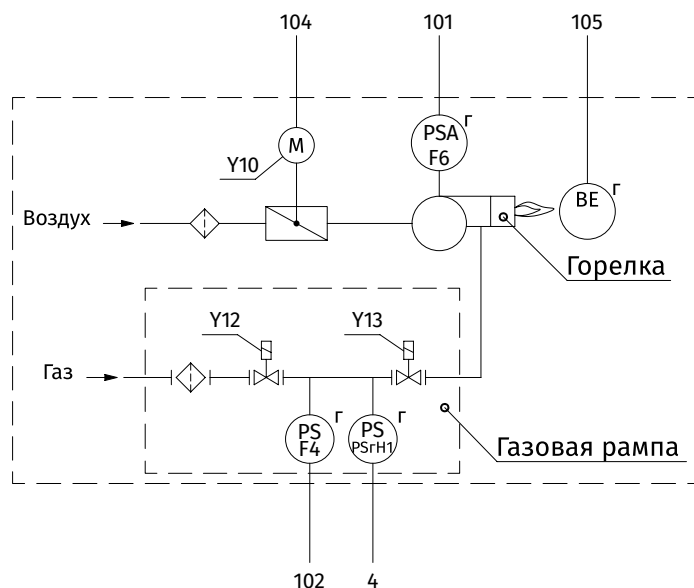 104
101
105
PSA
F6
г
М
Y10
BE
г
Воздух
Горелка
Y12
Y13
Газ
PS
F4
г
PS
PSгН1
г
Газовая рампа
102
4